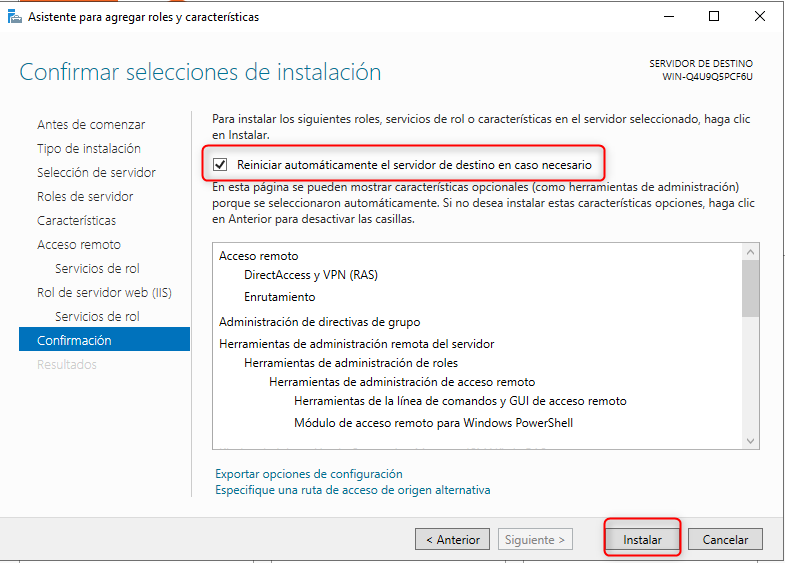 Asistente para agregar roles y características
Confirmar selecciones de instalación
SERVIDOR DE DESTINO
WIN-Q4U9Q5PCF6U
Antes de comenzar
Tipo de instalación
Selección de servidor
Roles de servidor
Características
Acceso remoto
Servicios de rol
Rol de servidor web (IIS)
Servicios de rol
Confirmación
Resultados
Para instalar los siguientes roles, servicios de rol o características en el servidor seleccionado, haga clic
en Instalar.
Reiniciar automáticamente el servidor de destino en caso necesario
En esta página se pueden mostrar características opcionales (como herramientas de administración)
porque se seleccionaron automáticamente. Si no desea instalar estas características opciones, haga clic
en Anterior para desactivar las casillas.
Acceso remoto
DirectAccess y VPN (RAS)
Enrutamiento
Administración de directivas de grupo
Herramientas de administración remota del servidor
Herramientas de administración de roles
Herramientas de administración de acceso remoto
Herramientas de la línea de comandos y GUI de acceso remoto
Módulo de acceso remoto para Windows PowerShell
Exportar opciones de configuración
Especifique una ruta de acceso de origen alternativa
< Anterior
Siguiente >
Instalar
Cancelar